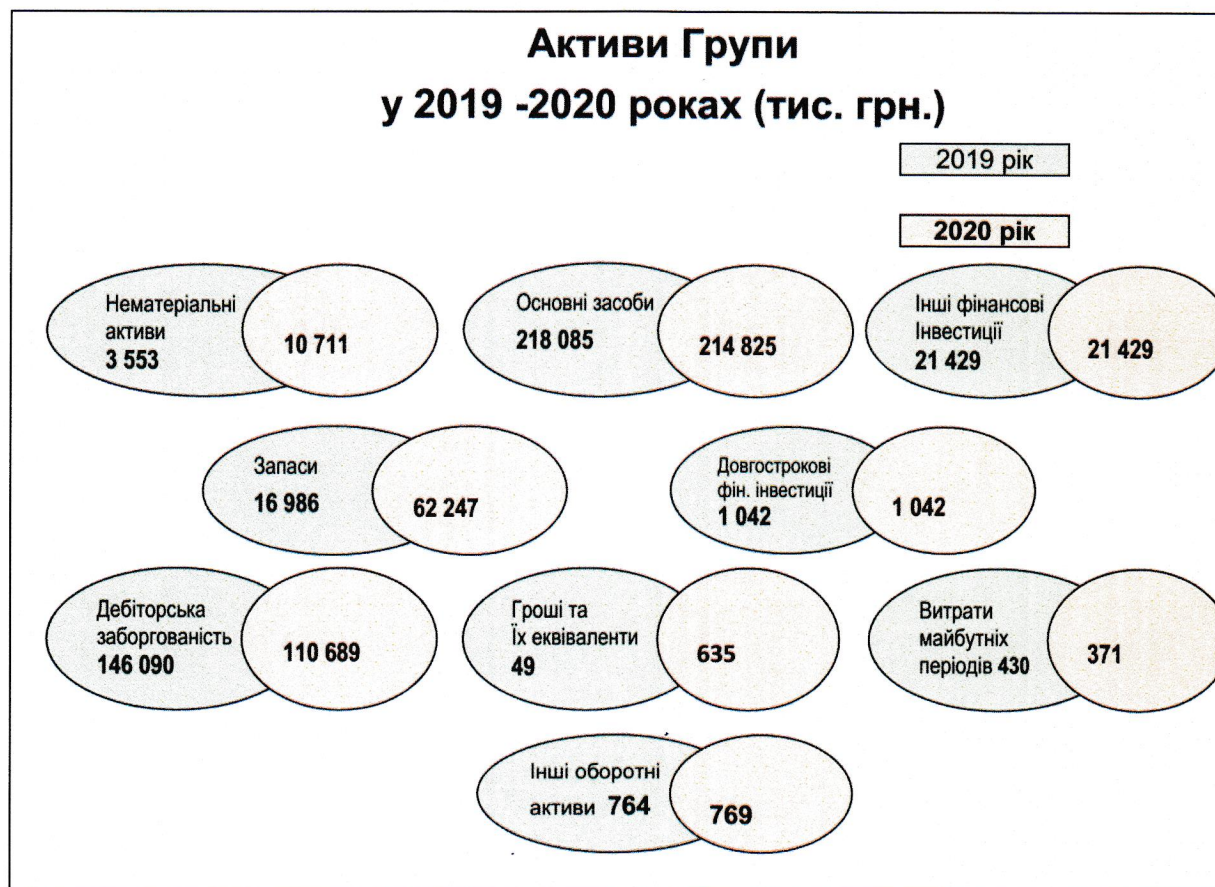 Активи Групи
у 2019 -2020 роках (тис. грн.)
2019 рік
2020 рік
Нематеріальні
активи
3 553
10 711
Основні засоби
218 085
214 825
Інші фінансові
Інвестиції
21 429
21 429
Запаси
16 986
62 247
Довгострокові
фін. інвестиції
1 042
1 042
Дебіторська
заборгованість
146 090
110 689
Гроші та
Їх еквіваленти
49
635
Витрати
майбутніх
періодів 430
371
Інші оборотні
активи 764
769